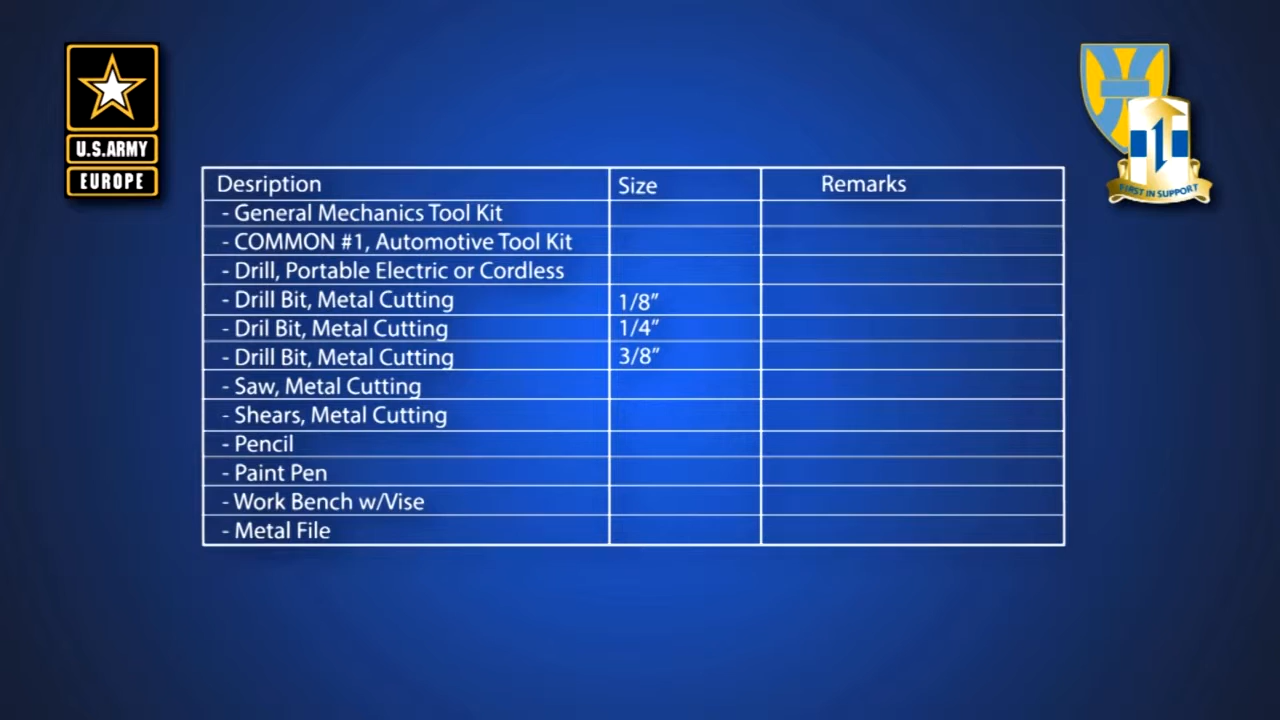 U.S.ARMY
EUROPE
1
FIRST IN SUPPORT
Desription Size Remarks
- General Mechanics Tool Kit
- COMMON #1, Automotive Tool Kit
- Drill, Portable Electric or Cordless
- Drill Bit, Metal Cutting 1/8”
- Dril Bit, Metal Cutting 1/4”
- Drill Bit, Metal Cutting 3/8”
- Saw, Metal Cutting
- Shears, Metal Cutting
- Pencil
- Paint Pen
- Work Bench w/Vise
- Metal File